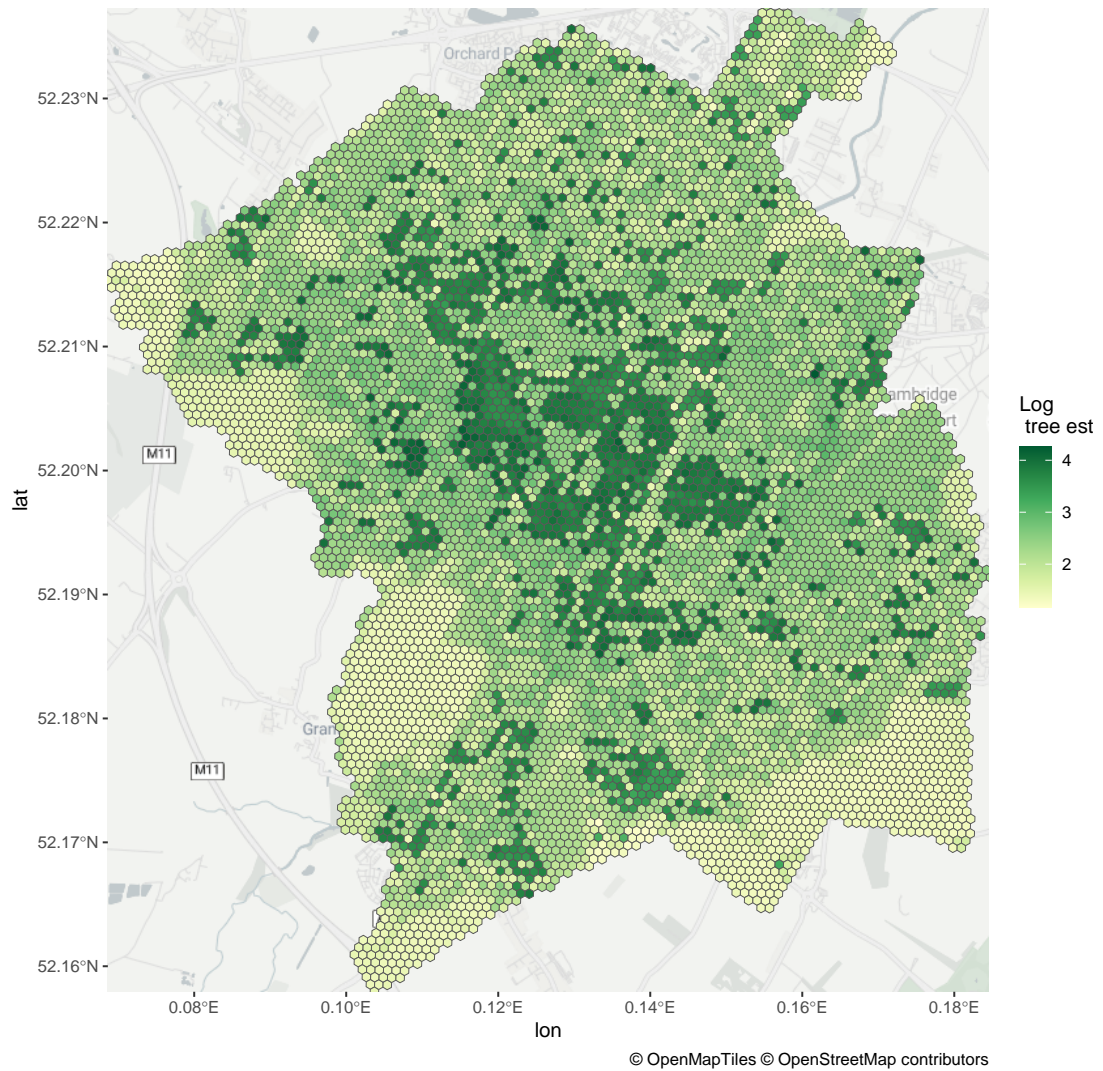 Orchard P
52.23°N
52.22°N
52.21°N
ambridge
rt
52.20°N
M11
52.19°N
52.18°N
Gran
M11
52.17°N
52.16°N
0.08°E
0.10°E
0.12°E
0.14°E
0.16°E
0.18°E
lon
lat
Log
tree est
4
3
2
© OpenMapTiles © OpenStreetMap contributors